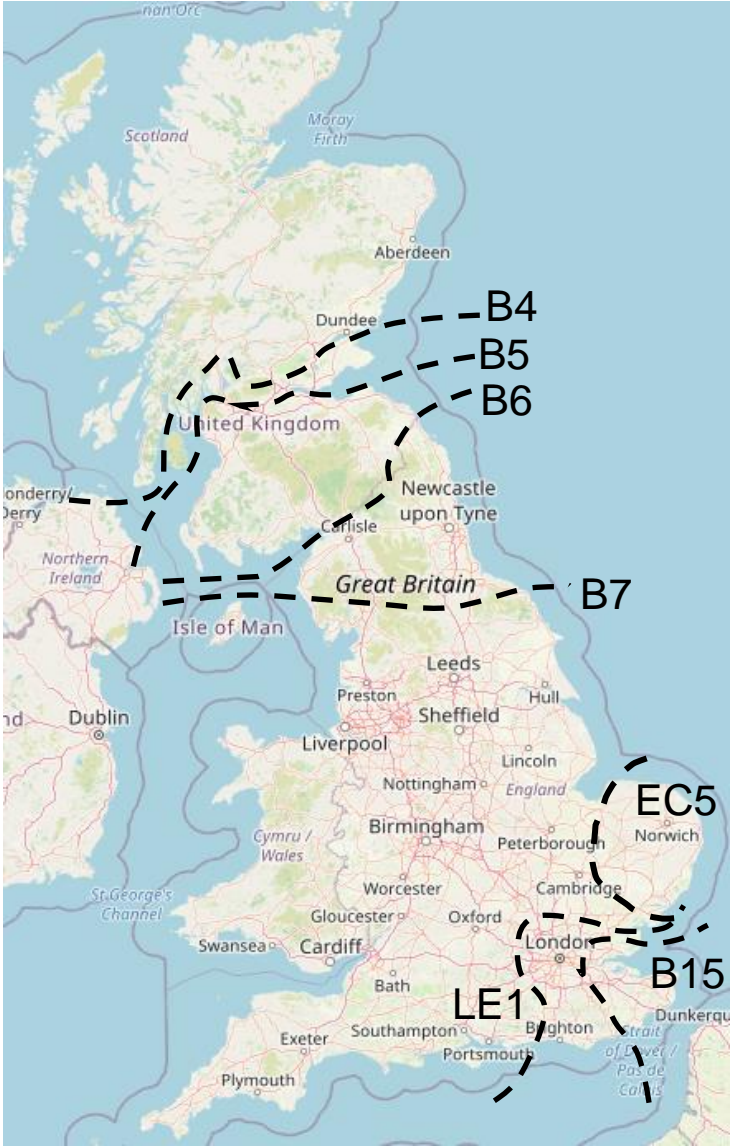 nan Orc
Moray
Firth
Scotland
Aberdeen
B4
Dundee
B5
B6
United Kingdom
onderry/
Derry
Newcastle
upon Tyne
Carlisle
Northern
Ireland
Great Britain
B7
Isle of Man
Leeds
Preston
Hull
nd
Dublin
Sheffield
Liverpool
Lincoln
Nottingham
England
EC5
Birmingham
Norwich
Peterborough
Cymru /
Wales
Worcester
Cambridge
St George's
Channel
Gloucester
Oxford
Swansea
Cardiff
London
B15
Bath
LE1
Dunkerqu
Southampton
Brighton
Strait
of Dover /
Pas de
Calais
Exeter
Portsmouth
Plymouth